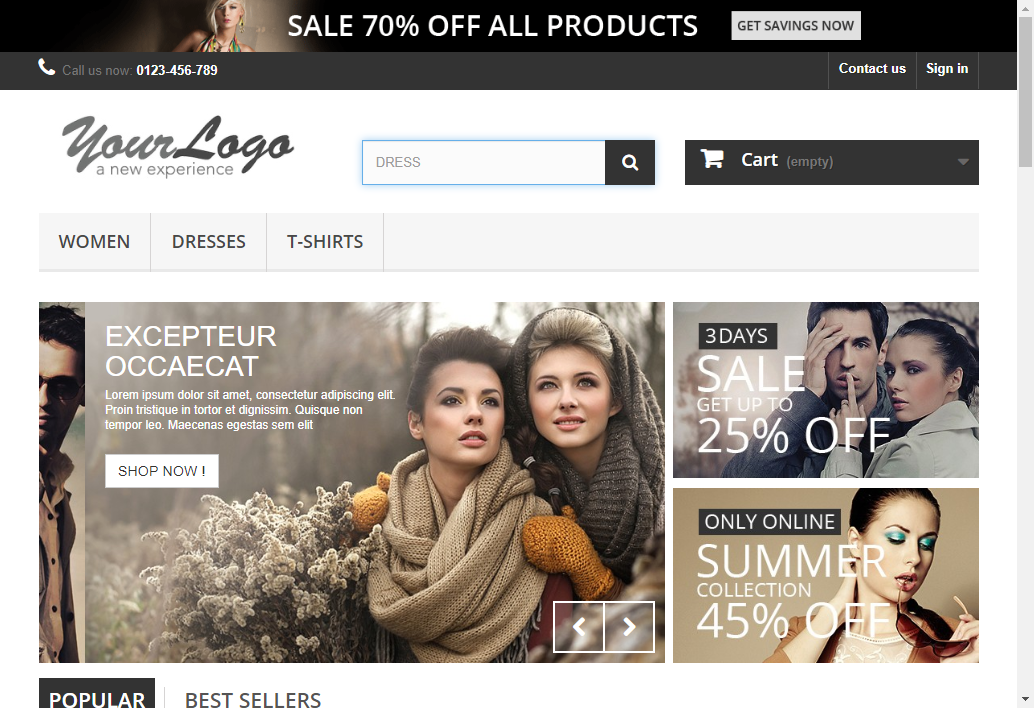 SALE 70% OFF ALL PRODUCTS
GET SAVINGS NOW
Call us now: 0123-456-789
Contact us
Sign in
YourLogo
a new experience
DRESS
Cart (empty)
WOMEN
DRESSES
T-SHIRTS
EXCEPTEUR
OCCAECAT
Lorem ipsum dolor sit amet, consectetur adipiscing elit.
Proin tristique in tortor et dignissim. Quisque non
tempor leo. Maecenas egestas sem elit
SHOP NOW !
3 DAYS
SALE
GET UP TO
25% OFF
ONLY ONLINE
SUMMER
COLLECTION
45% OFF
POPULAR
BEST SELLERS